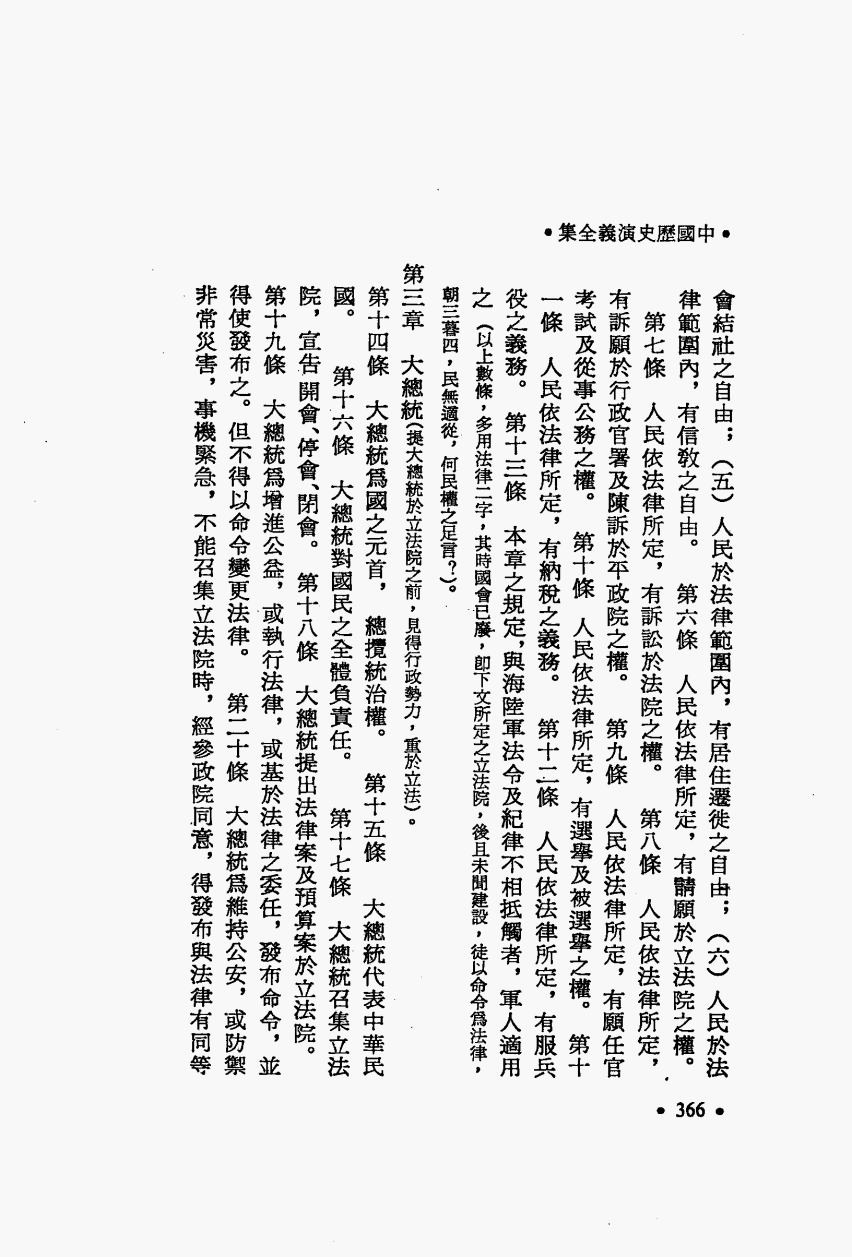 •中國歷史演義全集•
會結社之自由；（五）人民於法律範圍內，有居住遷徙之自由；（六）人民於法
律範圍內，有信敎之自由。　第六條　人民依法律所定，有請願於立法院之權。
第七條　人民依法律所定，有訴訟於法院之權。　第八條　人民依法律所定，
有訴願於行政官署及陳訴於平政院之權。　第九條　人民依法律所定，有願任官
考試及從事公務之權。　第十條　人民依法律所定，有選舉及被選舉之權。　第十
一條　人民依法律所定，有納稅之義務。　第十二條　人民依法律所定，有服兵
役之義務。　第十三條　本章之規定，與海陸軍法令及紀律不相抵觸者，軍人適用
之（以上數條，多用法律二字，其時國會已廢，卽下文所定之立法院，後且未聞建設，徒以命令爲法律，
朝三暮四，民無適從，何民權之足言？）。
第三章　大總統（提大總統於立法院之前，見得行政勢力，重於立法）。
第十四條　大總統爲國之元首，總攬統治權。　第十五條　大總統代表中華民
國。　第十六條　大總統對國民之全體負責任。　第十七條　大總統召集立法
院，宣告開會、停會、閉會。　第十八條　大總統提出法律案及預算案於立法院。
第十九條　大總統爲增進公益，或執行法律，或基於法律之委任，發布命令，並
得使發布之。但不得以命令變更法律。　第二十條　大總統爲維持公安，或防禦
非常災害，事機緊急，不能召集立法院時，經參政院同意，得發布與法律有同等
• 366 •